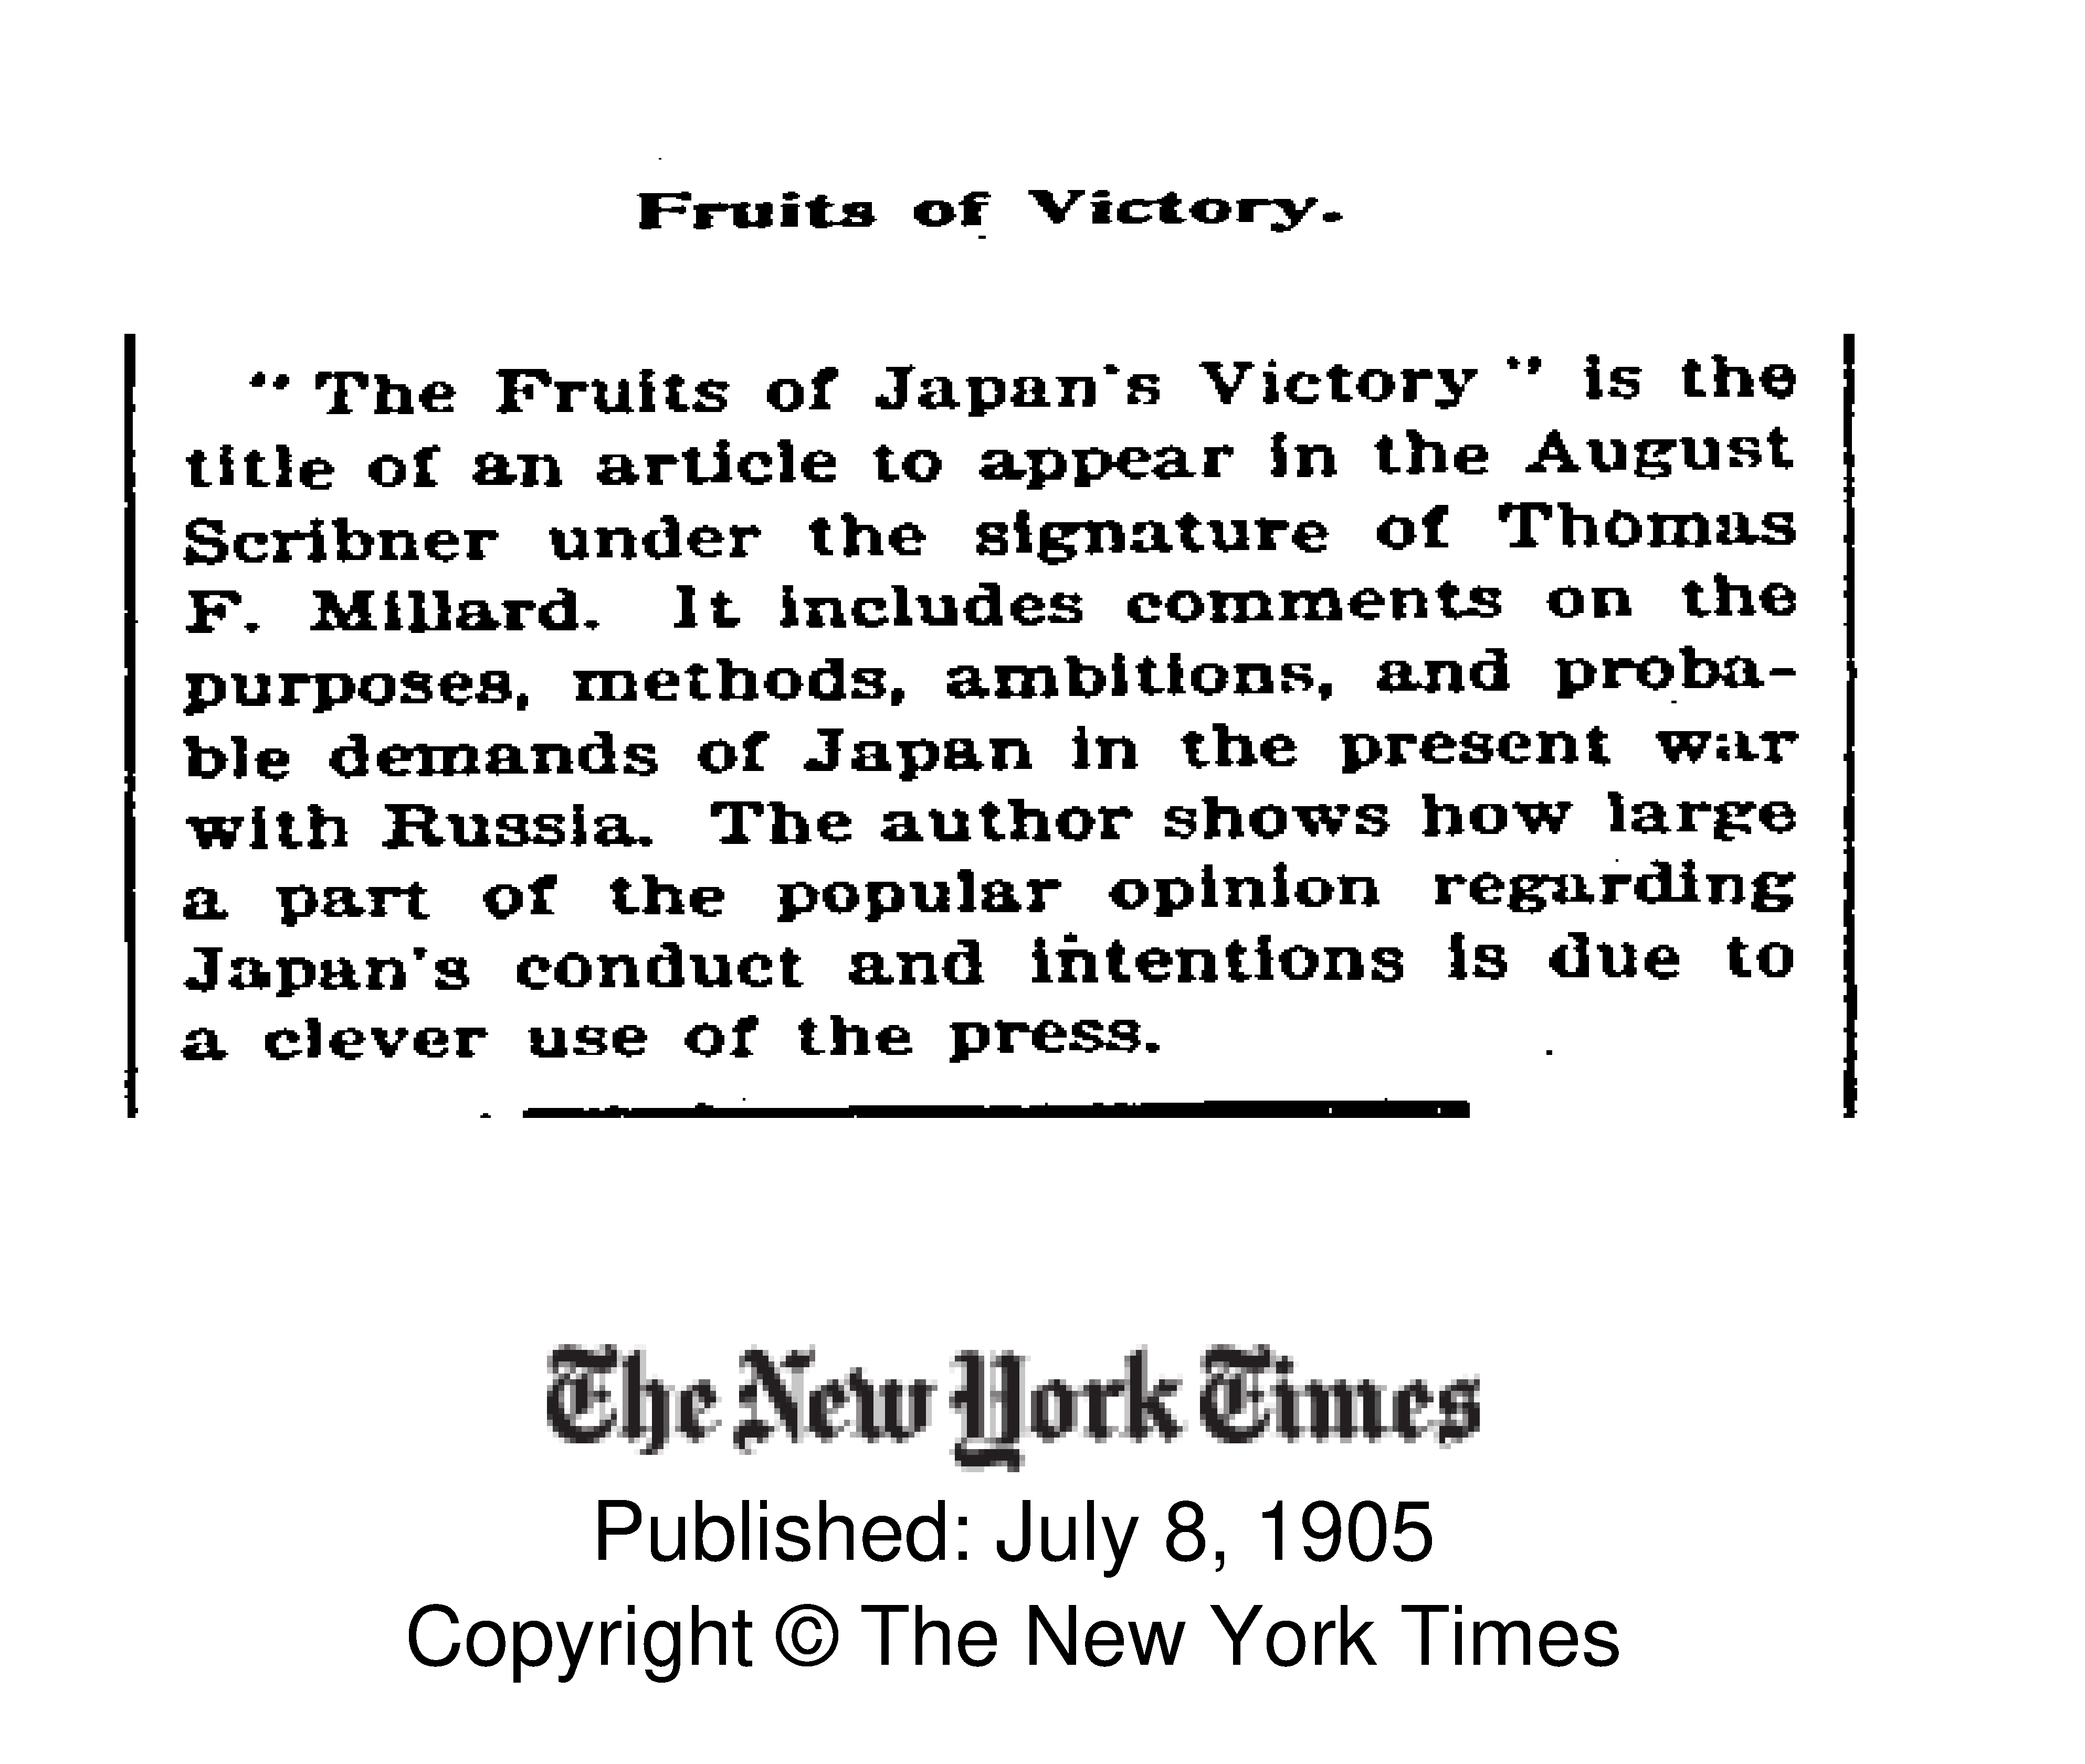 Fruits of Victory.
" The Fruits of Japan's Victory " is the
title of an article to appear in the August
Scribner under the signature of Thomas
F. Millard. It includes comments on the
purposes, methods, ambitions, and proba-
ble demands of Japan in the present war
with Russia. The author shows how large
a part of the popular opinion regarding
Japan's conduct and intentions is due to
a clever use of the press.
The New York Times
Published: July 8, 1905
Copyright © The New York Times